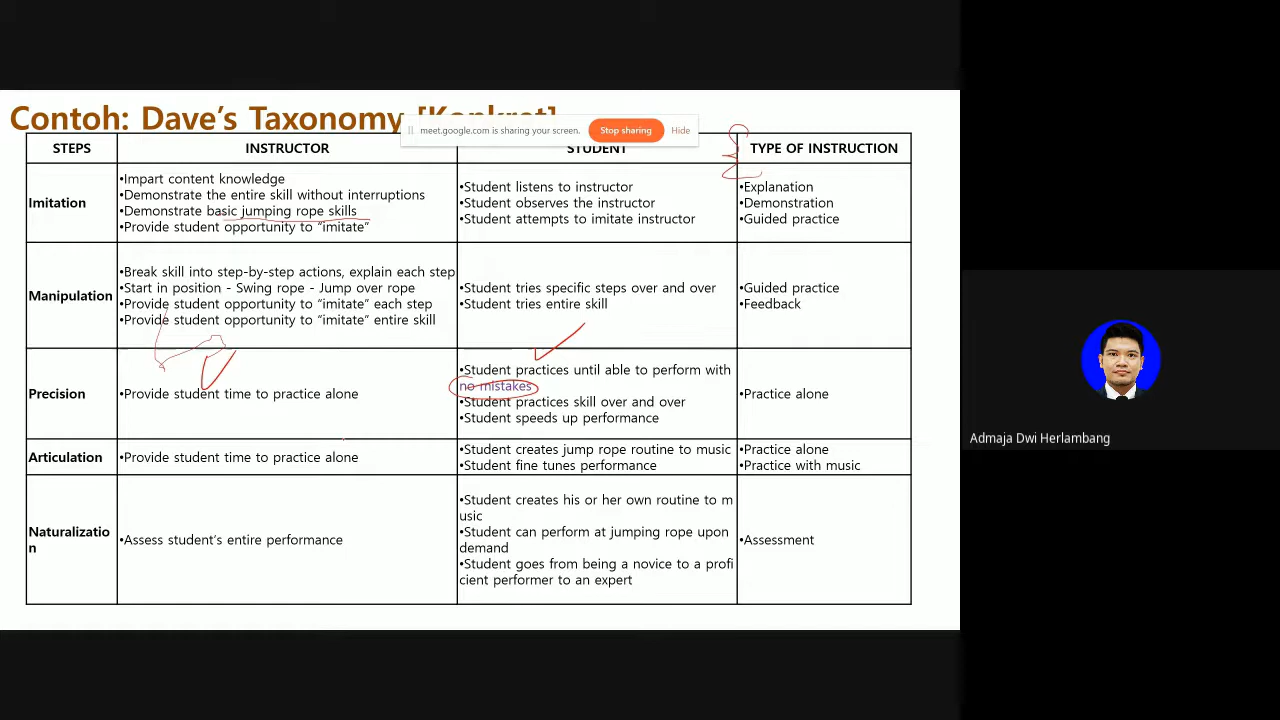 Contoh: Dave's Taxonomy [Konkret]
meet.google.com is sharing your screen.
Stop sharing
Hide
STEPS
INSTRUCTOR
STUDENT
TYPE OF INSTRUCTION
Imitation
•Impart content knowledge
•Demonstrate the entire skill without interruptions
•Demonstrate basic jumping rope skills
•Provide student opportunity to “imitate”
•Student listens to instructor
•Student observes the instructor
•Student attempts to imitate instructor
•Explanation
•Demonstration
•Guided practice
Manipulation
•Break skill into step-by-step actions, explain each step
•Start in position - Swing rope - Jump over rope
•Provide student opportunity to “imitate” each step
•Provide student opportunity to “imitate” entire skill
•Student tries specific steps over and over
•Student tries entire skill
•Guided practice
•Feedback
Precision
•Provide student time to practice alone
•Student practices until able to perform with
no mistakes
•Student practices skill over and over
•Student speeds up performance
•Practice alone
Articulation
•Provide student time to practice alone
•Student creates jump rope routine to music
•Student fine tunes performance
•Practice alone
•Practice with music
Naturalizatio
n
•Assess student's entire performance
•Student creates his or her own routine to m
usic
•Student can perform at jumping rope upon
demand
•Student goes from being a novice to a profi
cient performer to an expert
•Assessment
Admaja Dwi Herlambang